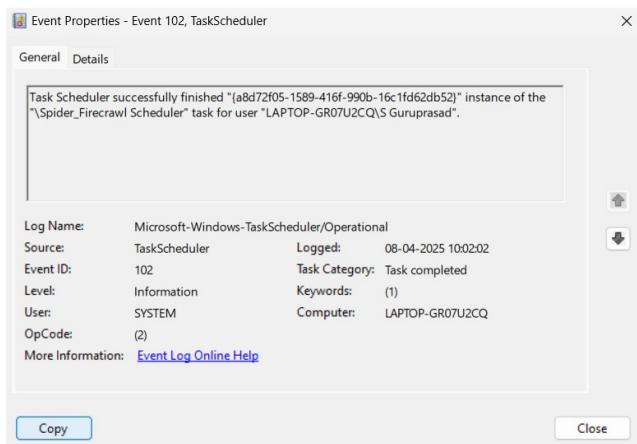 Event Properties - Event 102, TaskScheduler
General Details
Task Scheduler successfully finished "{a8d72f05-1589-416f-990b-16c1fd62db52}" instance of the
"\Spider_Firecrawl Scheduler" task for user "LAPTOP-GR07U2CQ\S Guruprasad".
Log Name: Microsoft-Windows-TaskScheduler/Operational
Source: TaskScheduler Logged: 08-04-2025 10:02:02
Event ID: 102 Task Category: Task completed
Level: Information Keywords: (1)
User: SYSTEM Computer: LAPTOP-GR07U2CQ
OpCode: (2)
More Information: Event Log Online Help
Copy Close